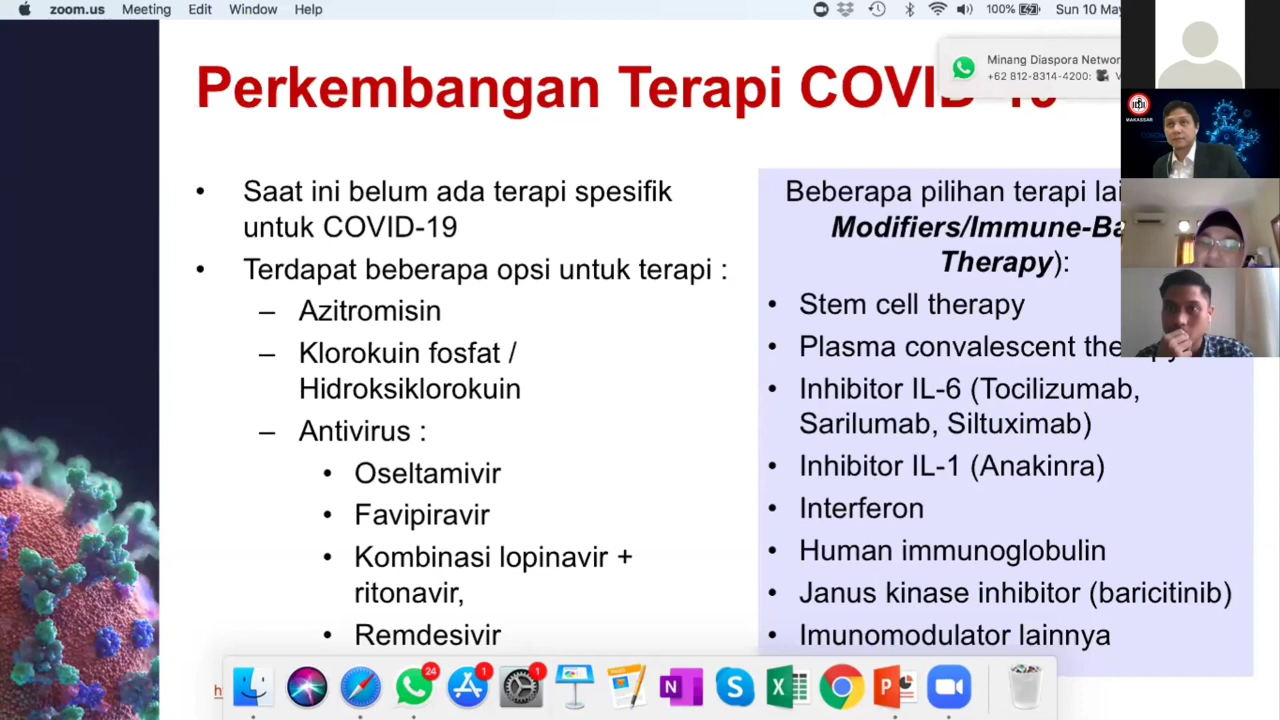 zoom.us Meeting Edit Window Help 100% Sun 10 May
Minang Diaspora Networ
+62 812-8314-4200:
Perkembangan Terapi COVID-19
MAKASSAR
• Saat ini belum ada terapi spesifik
untuk COVID-19
• Terdapat beberapa opsi untuk terapi :
– Azitromisin
– Klorokuin fosfat /
Hidroksiklorokuin
– Antivirus :
• Oseltamivir
• Favipiravir
• Kombinasi lopinavir +
ritonavir,
• Remdesivir
Beberapa pilihan terapi lai
Modifiers/Immune-Ba
Therapy):
• Stem cell therapy
• Plasma convalescent the
• Inhibitor IL-6 (Tocilizumab,
Sarilumab, Siltuximab)
• Inhibitor IL-1 (Anakinra)
• Interferon
• Human immunoglobulin
• Janus kinase inhibitor (baricitinib)
• Imunomodulator lainnya
24
1
1